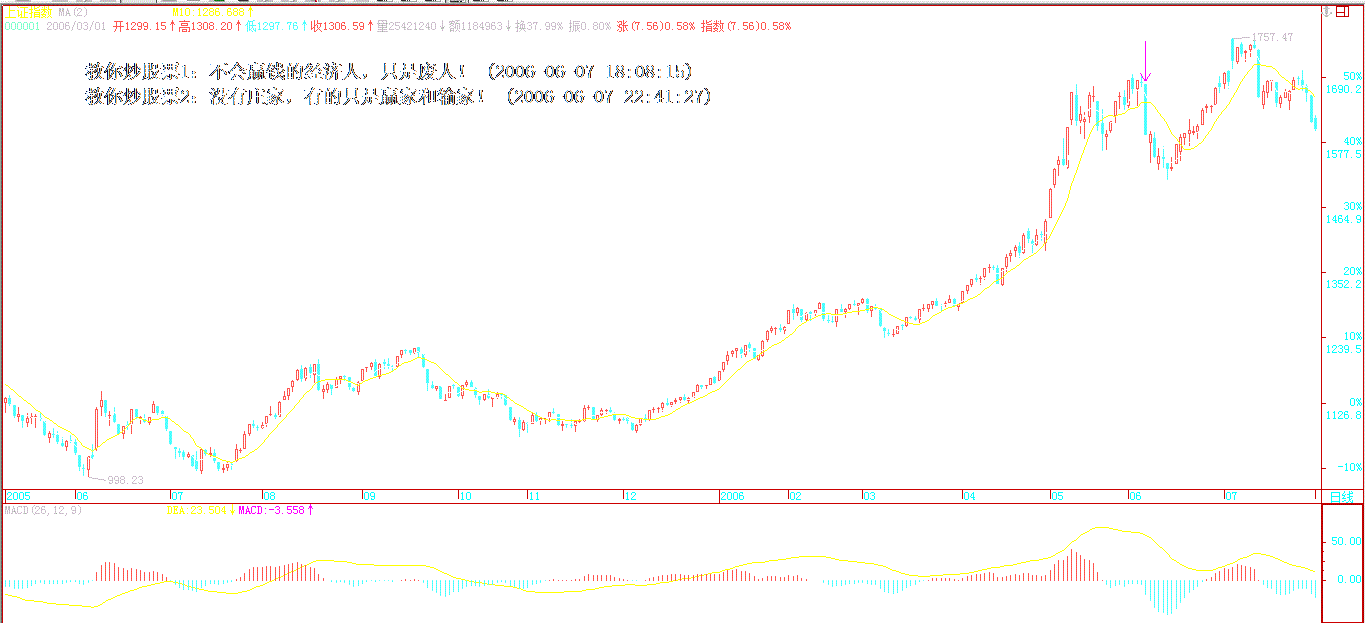 上证指数 MA(2) M10:1286.688↑
000001 2006/03/01 开1299.15↑高1308.20↑低1297.76↑收1306.59↑量25421240↓额1184963↓换37.99% 振0.80% 涨(7.56)0.58% 指数(7.56)0.58%
1757.47
教你炒股票1：不会赢钱的经济人，只是废人！ (2006-06-07 18:08:15)
教你炒股票2：没有庄家，有的只是赢家和输家！ (2006-06-07 22:41:27)
50%
1690.2
40%
1577.5
30%
1464.9
20%
1352.2
10%
1239.5
0%
1126.8
-10%
998.23
2005 06 07 08 09 10 11 12 2006 02 03 04 05 06 07 日线
MACD(26,12,9) DEA:23.504↓ MACD:-3.558↑
50.00
0.00